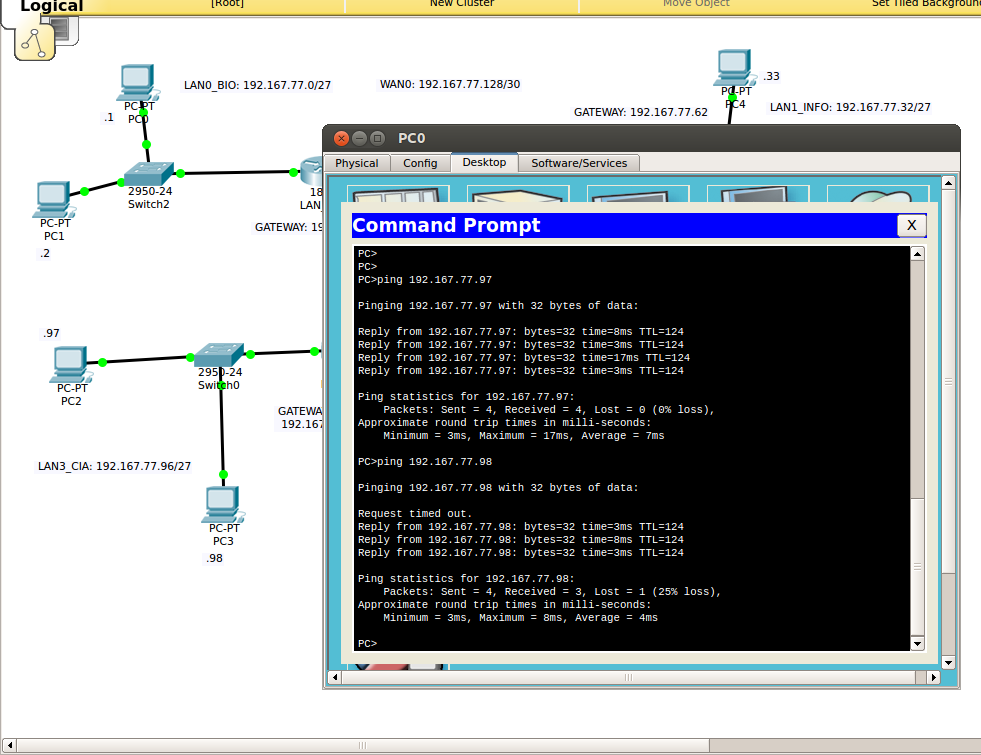 Logical
[Root]
New Cluster
Move Object
Set Tiled Background
PC-PT
PC0
.1
LAN0_BIO: 192.167.77.0/27
WAN0: 192.167.77.128/30
PC-PT
PC4
.33
GATEWAY: 192.167.77.62
LAN1_INFO: 192.167.77.32/27
2950-24
Switch2
PC-PT
PC1
.2
18
LAN_
GATEWAY: 19
.97
PC-PT
PC2
2950-24
Switch0
GATEWA
192.167
LAN3_CIA: 192.167.77.96/27
PC-PT
PC3
.98
PC0
Physical
Config
Desktop
Software/Services
Command Prompt
X
PC>
PC>
PC>ping 192.167.77.97
Pinging 192.167.77.97 with 32 bytes of data:
Reply from 192.167.77.97: bytes=32 time=8ms TTL=124
Reply from 192.167.77.97: bytes=32 time=3ms TTL=124
Reply from 192.167.77.97: bytes=32 time=17ms TTL=124
Reply from 192.167.77.97: bytes=32 time=3ms TTL=124
Ping statistics for 192.167.77.97:
Packets: Sent = 4, Received = 4, Lost = 0 (0% loss),
Approximate round trip times in milli-seconds:
Minimum = 3ms, Maximum = 17ms, Average = 7ms
PC>ping 192.167.77.98
Pinging 192.167.77.98 with 32 bytes of data:
Request timed out.
Reply from 192.167.77.98: bytes=32 time=3ms TTL=124
Reply from 192.167.77.98: bytes=32 time=8ms TTL=124
Reply from 192.167.77.98: bytes=32 time=3ms TTL=124
Ping statistics for 192.167.77.98:
Packets: Sent = 4, Received = 3, Lost = 1 (25% loss),
Approximate round trip times in milli-seconds:
Minimum = 3ms, Maximum = 8ms, Average = 4ms
PC>